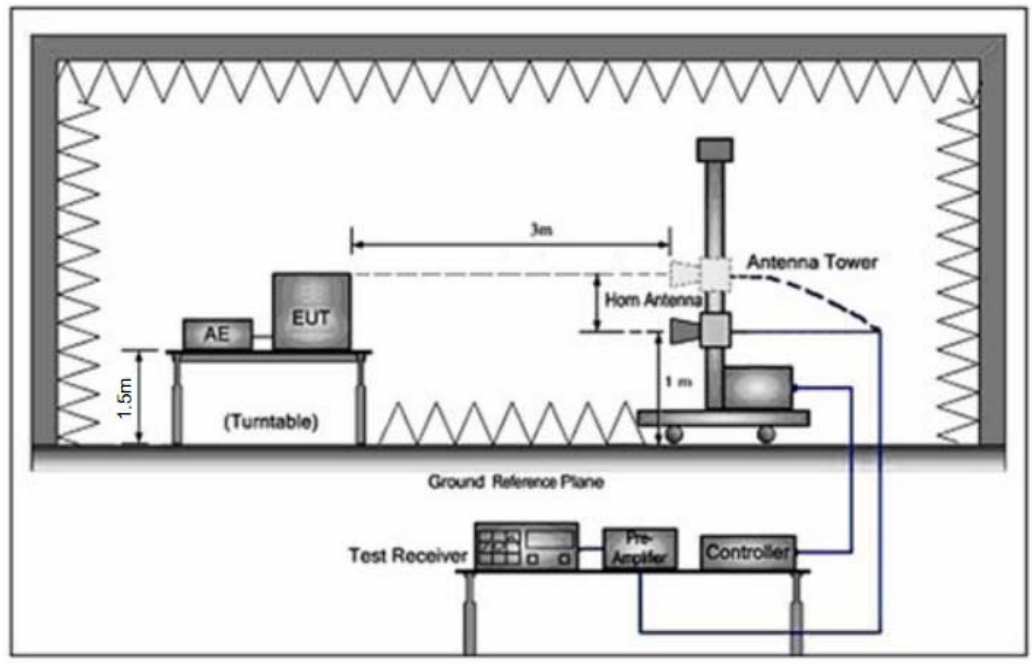 3m
Antenna Tower
Horn Antenna
EUT
AE
1 m
1.5m
(Turntable)
Ground Reference Plane
Test Receiver
Pre-
Amplifier
Controller